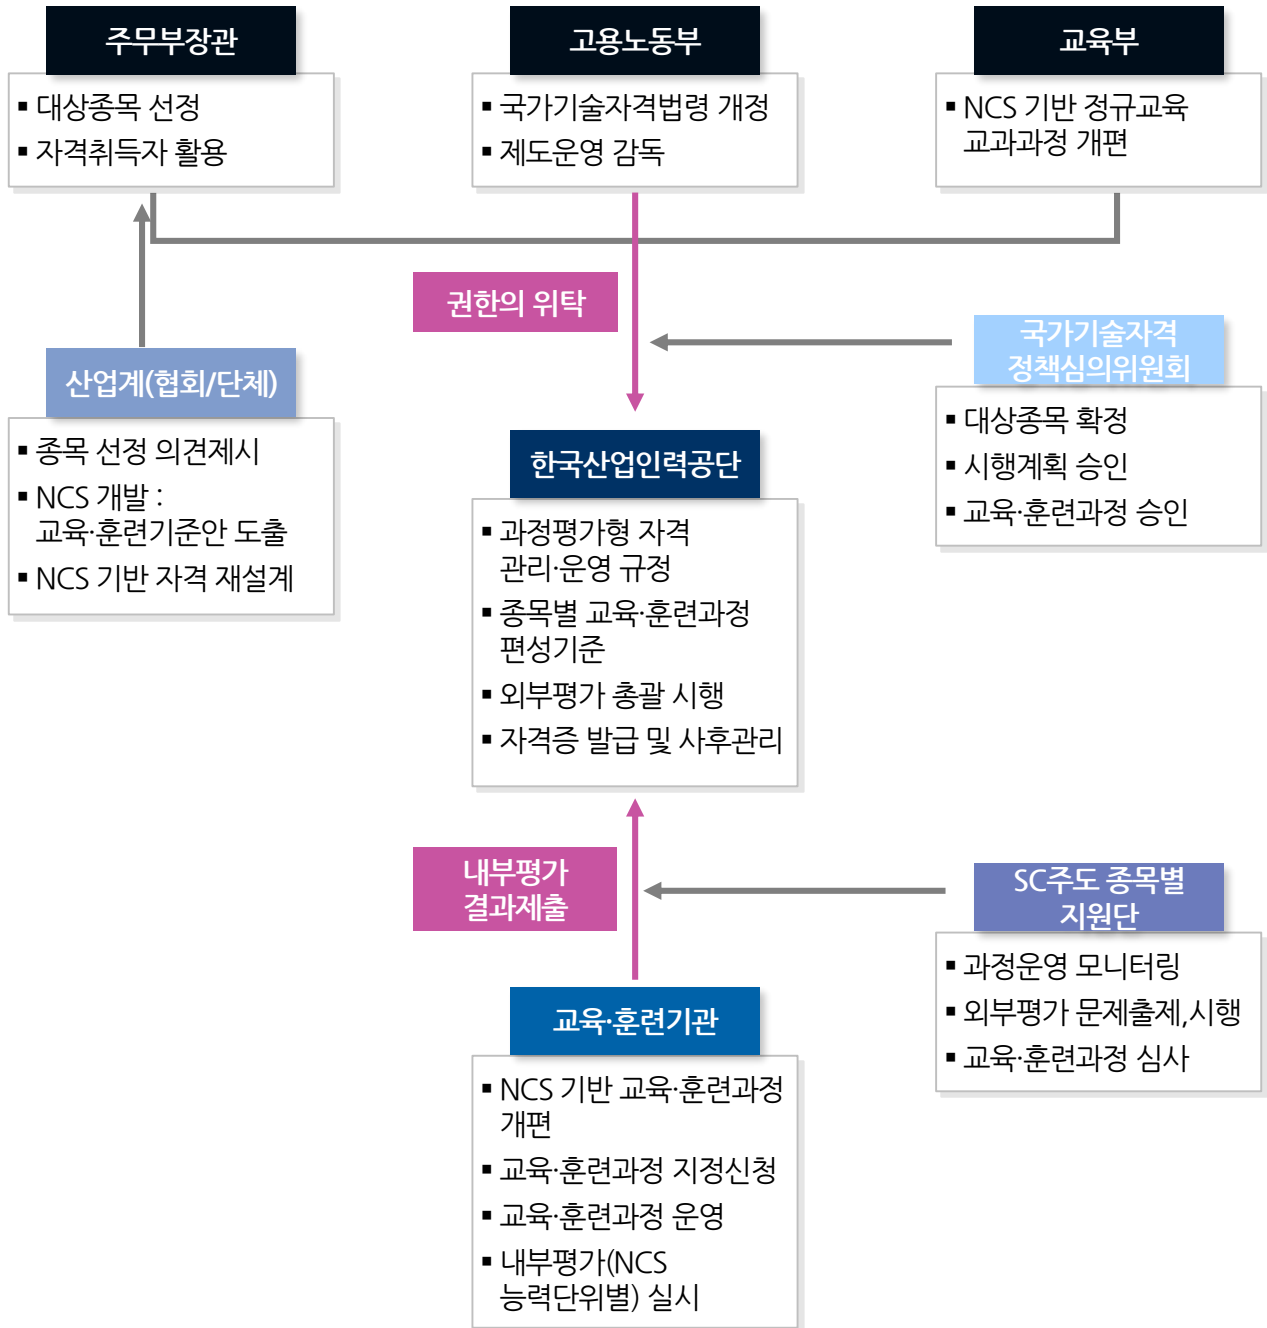 주무부장관
▪ 대상종목 선정
▪ 자격취득자 활용
고용노동부
▪ 국가기술자격법령 개정
▪ 제도운영 감독
교육부
▪ NCS 기반 정규교육
교과과정 개편
권한의 위탁
산업계(협회/단체)
▪ 종목 선정 의견제시
▪ NCS 개발 :
교육·훈련기준안 도출
▪ NCS 기반 자격 재설계
국가기술자격
정책심의위원회
▪ 대상종목 확정
▪ 시행계획 승인
▪ 교육·훈련과정 승인
한국산업인력공단
▪ 과정평가형 자격
관리·운영 규정
▪ 종목별 교육·훈련과정
편성기준
▪ 외부평가 총괄 시행
▪ 자격증 발급 및 사후관리
내부평가
결과제출
SC주도 종목별
지원단
▪ 과정운영 모니터링
▪ 외부평가 문제출제,시행
▪ 교육·훈련과정 심사
교육·훈련기관
▪ NCS 기반 교육·훈련과정
개편
▪ 교육·훈련과정 지정신청
▪ 교육·훈련과정 운영
▪ 내부평가(NCS
능력단위별) 실시